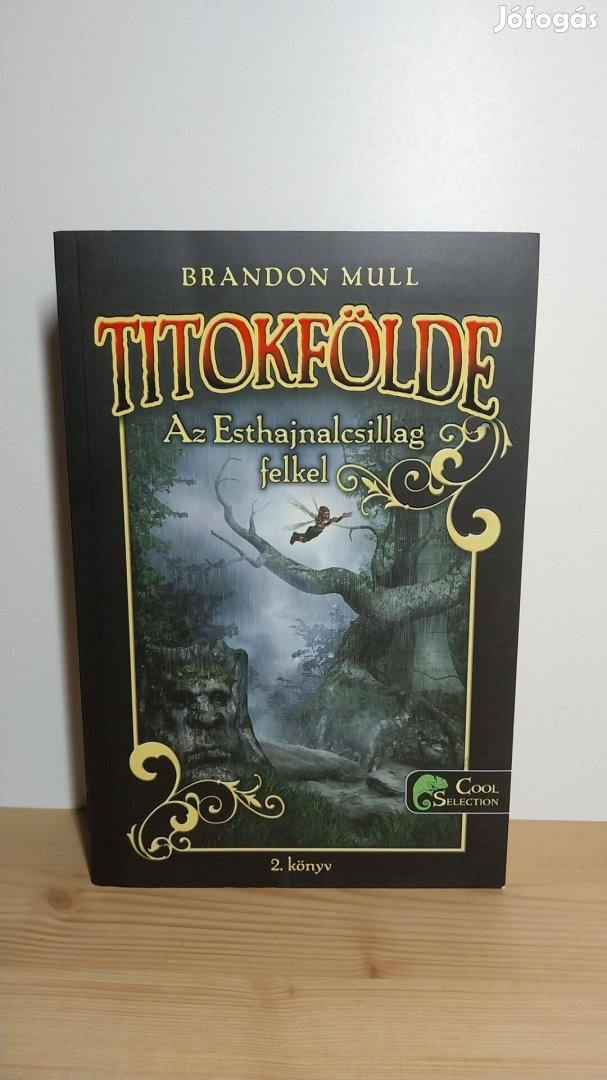 Jófogás
BRANDON MULL
TITOKFÖLDE
Az Esthajnalcsillag
felkel
COOL
SELECTION
2. könyv